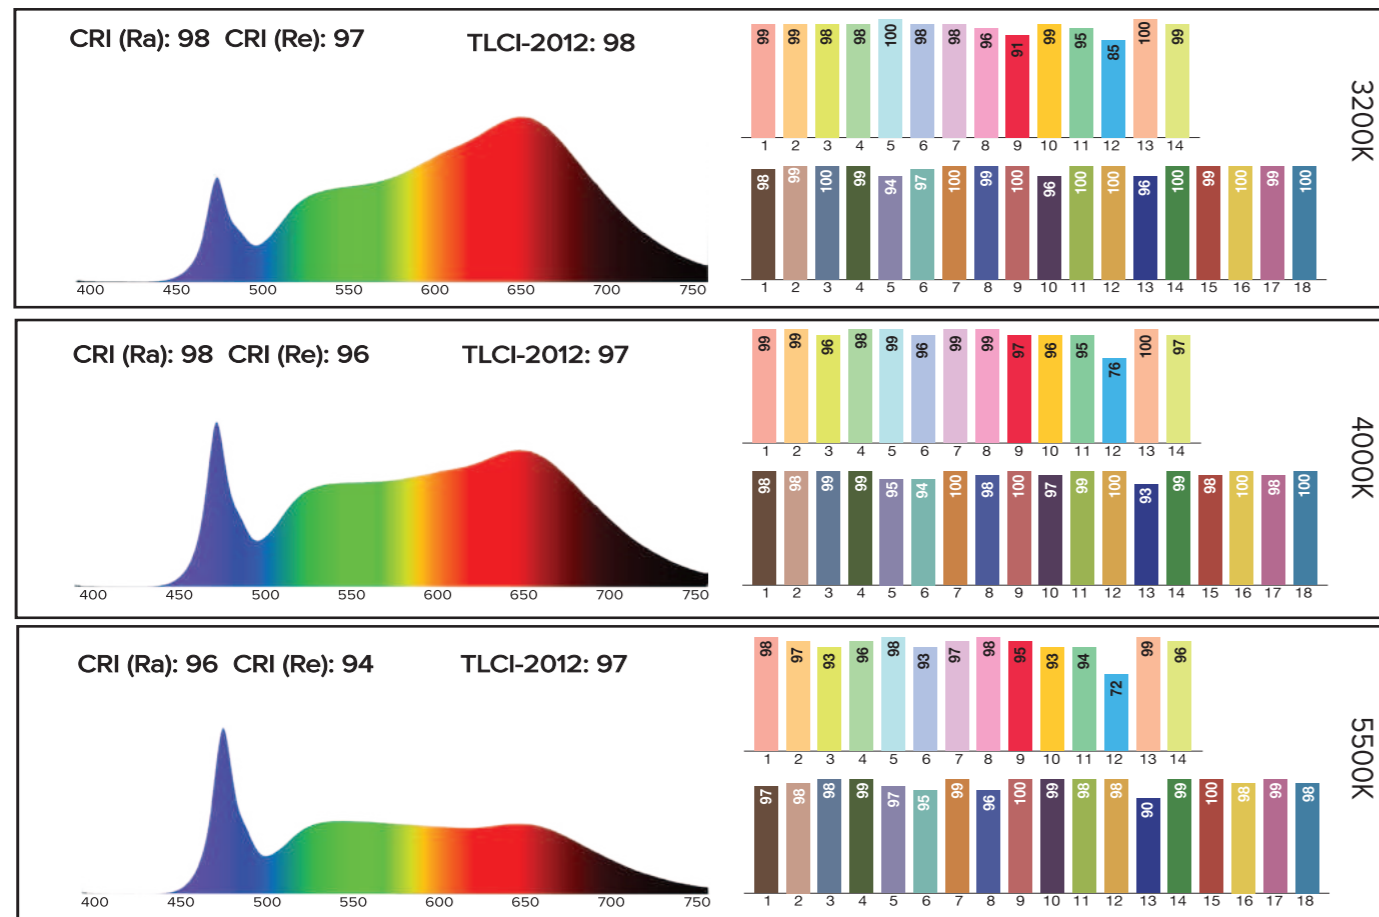 CRI (Ra): 98 CRI (Re): 97 TLCI-2012: 98
99 99 98 98 100 98 98 96 91 99 95 85 100 99
1 2 3 4 5 6 7 8 9 10 11 12 13 14
98 99 100 99 94 97 100 99 100 96 100 100 96 100 99 100 99 100
1 2 3 4 5 6 7 8 9 10 11 12 13 14 15 16 17 18
400 450 500 550 600 650 700 750
3200K
CRI (Ra): 98 CRI (Re): 96 TLCI-2012: 97
99 99 96 98 99 96 99 99 97 96 95 76 100 97
1 2 3 4 5 6 7 8 9 10 11 12 13 14
98 98 99 99 95 94 100 98 100 97 99 100 93 99 98 100 98 100
1 2 3 4 5 6 7 8 9 10 11 12 13 14 15 16 17 18
400 450 500 550 600 650 700 750
4000K
CRI (Ra): 96 CRI (Re): 94 TLCI-2012: 97
98 97 93 96 98 93 97 98 95 93 94 72 99 96
1 2 3 4 5 6 7 8 9 10 11 12 13 14
97 98 98 99 97 95 99 96 100 99 98 98 90 99 100 98 99 98
1 2 3 4 5 6 7 8 9 10 11 12 13 14 15 16 17 18
400 450 500 550 600 650 700 750
5500K